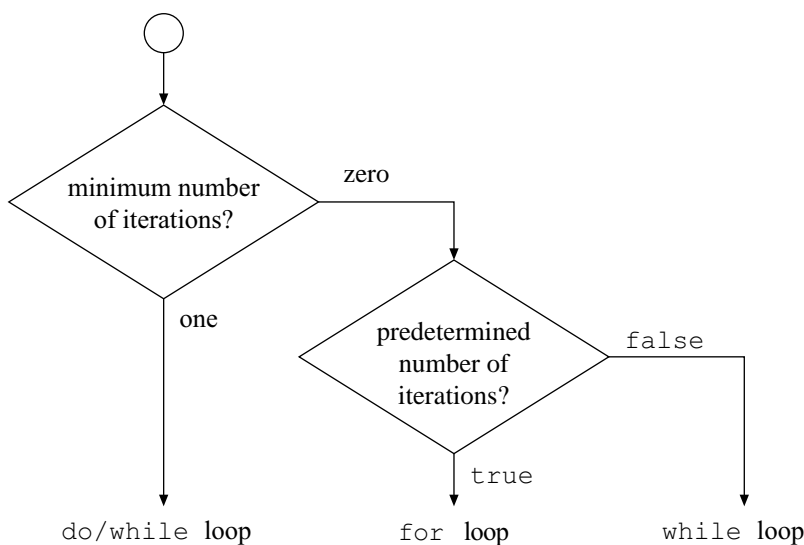 zero
minimum number
of iterations?
one
predetermined
number of
iterations?
false
true
do/while loop
for loop
while loop